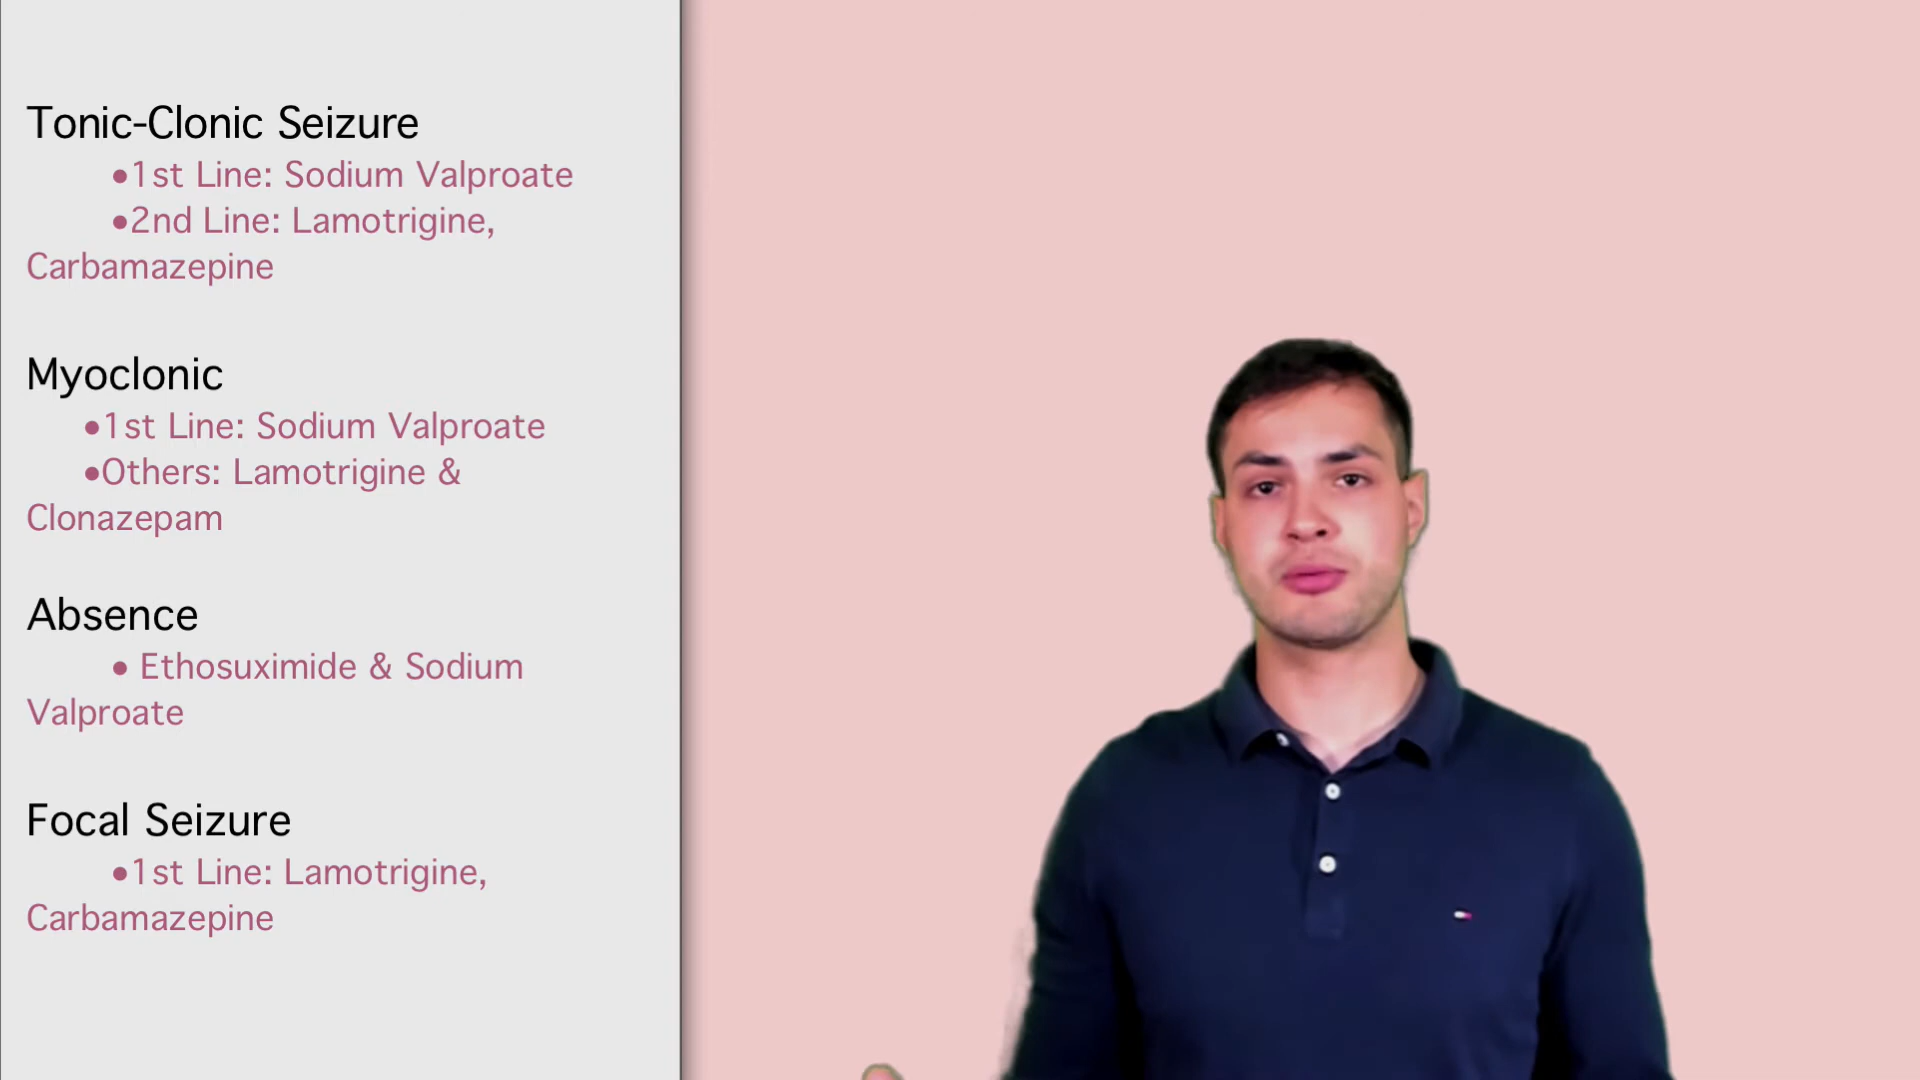 Tonic-Clonic Seizure
•1st Line: Sodium Valproate
•2nd Line: Lamotrigine,
Carbamazepine
Myoclonic
•1st Line: Sodium Valproate
•Others: Lamotrigine &
Clonazepam
Absence
• Ethosuximide & Sodium
Valproate
Focal Seizure
•1st Line: Lamotrigine,
Carbamazepine